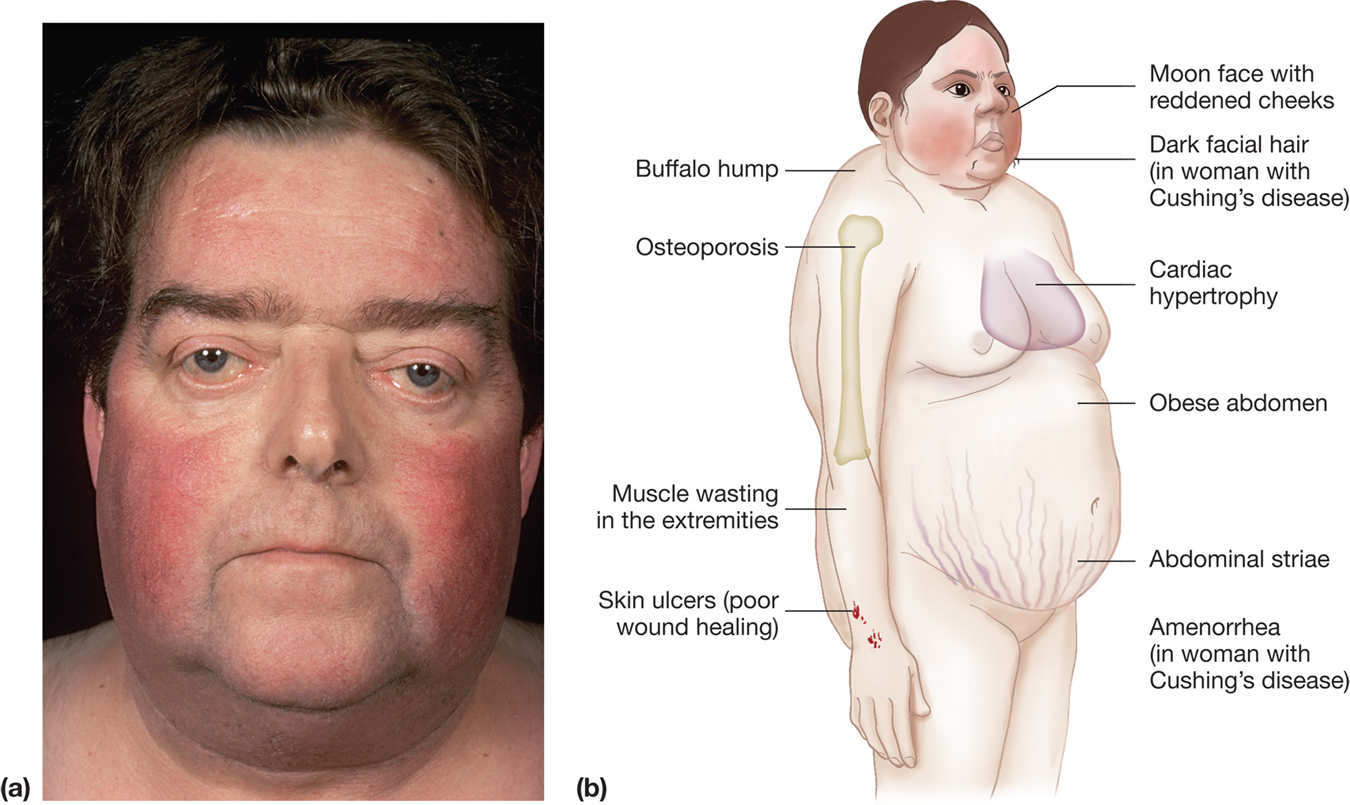 Buffalo hump
Osteoporosis
Muscle wasting
in the extremities
Skin ulcers (poor
wound healing)
Moon face with
reddened cheeks
Dark facial hair
(in woman with
Cushing’s disease)
Cardiac
hypertrophy
Obese abdomen
Abdominal striae
Amenorrhea
(in woman with
Cushing’s disease)
(a)
(b)